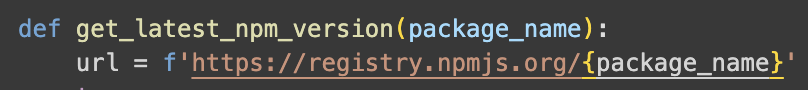 def get_latest_npm_version(package_name):
    url = f'https://registry.npmjs.org/{package_name}'